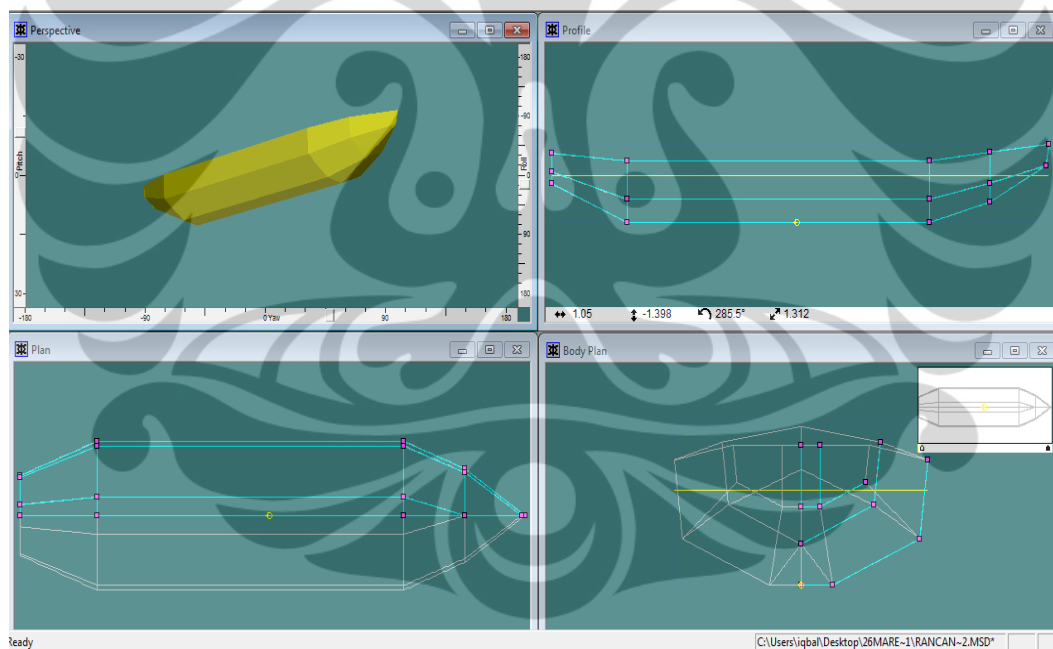 Perspective
Profile
-30
-180
-90
Pitch
0
Roll
0
90
30
180
-180
-90
0 Yaw
90
180
1.05
-1.398
285.5°
1.312
Plan
Body Plan
Ready
C:\Users\iqbal\Desktop\26MARE~1\RANCAN~2.MSD*